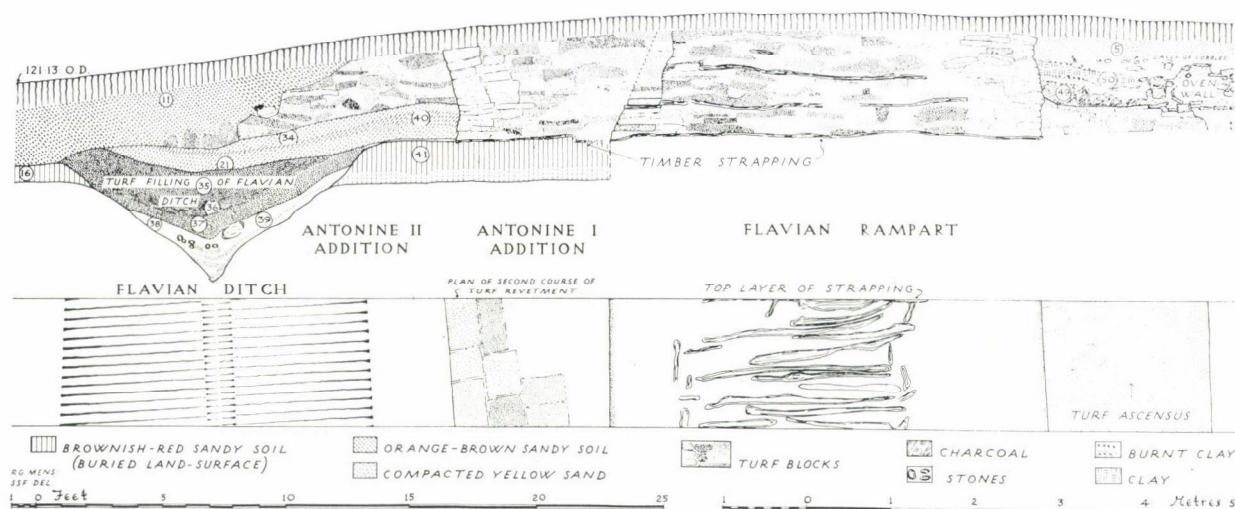 121·13 O D.
5
11
40
34
41
16
21
OVEN
WALL
TIMBER STRAPPING
TURF FILLING 35 OF FLAVIAN
DITCH 36
38 37 39
ANTONINE II
ADDITION
ANTONINE I
ADDITION
FLAVIAN RAMPART
FLAVIAN DITCH
PLAN OF SECOND COURSE OF
TURF REVETMENT
TOP LAYER OF STRAPPING
TURF ASCENSUS
BROWNISH-RED SANDY SOIL
(BURIED LAND-SURFACE)
ORANGE-BROWN SANDY SOIL
COMPACTED YELLOW SAND
TURF BLOCKS
CHARCOAL
STONES
BURNT CLAY
CLAY
RG MENS
SSF DEL
1 0 Feet 5 10 15 20 25
1 0 1 2 3 4 Metres 5